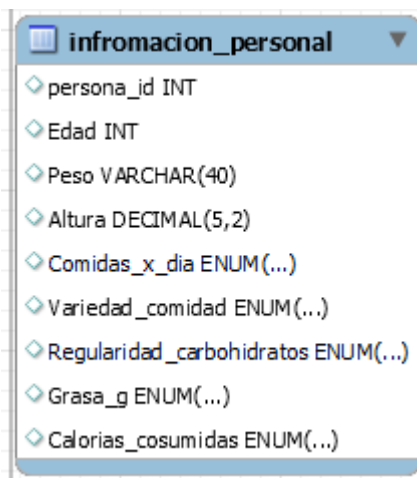 infromacion_personal
persona_id INT
Edad INT
Peso VARCHAR(40)
Altura DECIMAL(5,2)
Comidas_x_dia ENUM(...)
Variedad_comidad ENUM(...)
Regularidad_carbohidratos ENUM(...)
Grasa_g ENUM(...)
Calorias_cosumidas ENUM(...)